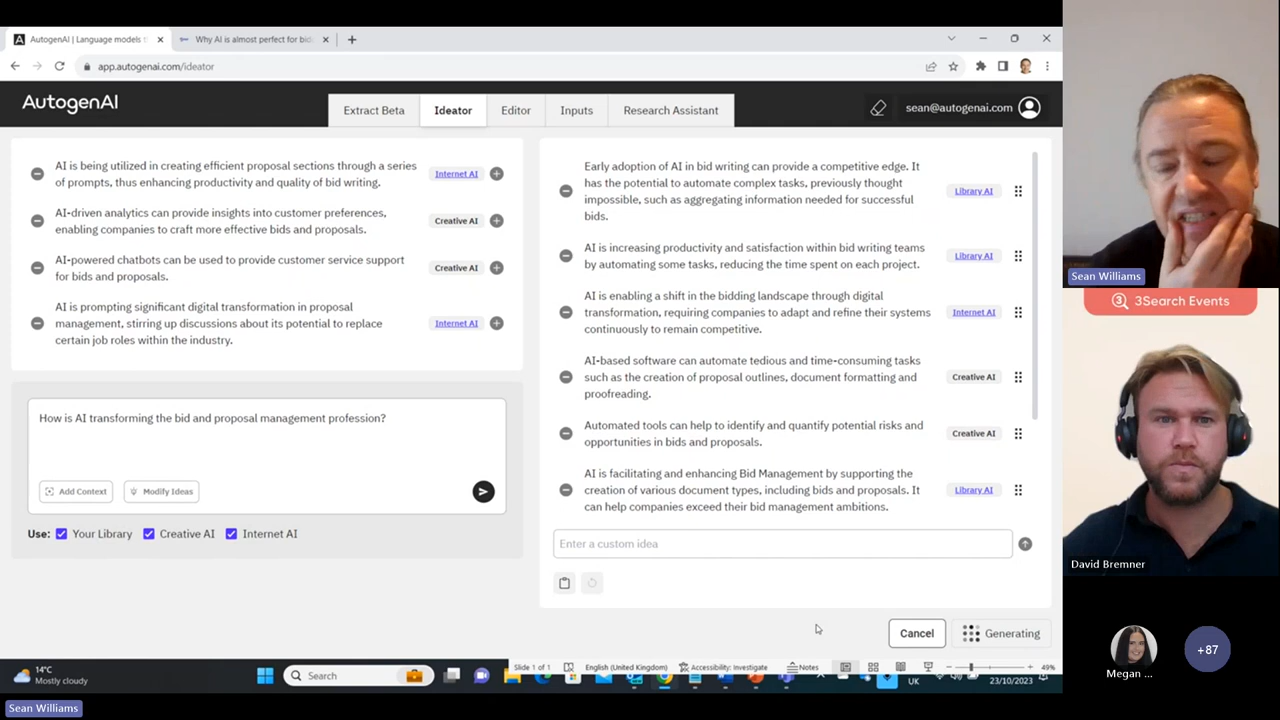 AutogenAI | Language models t
Why AI is almost perfect for bid
app.autogenai.com/ideator
AutogenAI
Extract Beta
Ideator
Editor
Inputs
Research Assistant
sean@autogenai.com
AI is being utilized in creating efficient proposal sections through a series
of prompts, thus enhancing productivity and quality of bid writing.
Internet AI
AI-driven analytics can provide insights into customer preferences,
enabling companies to craft more effective bids and proposals.
Creative AI
AI-powered chatbots can be used to provide customer service support
for bids and proposals.
Creative AI
AI is prompting significant digital transformation in proposal
management, stirring up discussions about its potential to replace
certain job roles within the industry.
Internet AI
How is AI transforming the bid and proposal management profession?
Add Context
Modify Ideas
Use:
Your Library
Creative AI
Internet AI
Early adoption of AI in bid writing can provide a competitive edge. It
has the potential to automate complex tasks, previously thought
impossible, such as aggregating information needed for successful
bids.
Library AI
AI is increasing productivity and satisfaction within bid writing teams
by automating some tasks, reducing the time spent on each project.
Library AI
AI is enabling a shift in the bidding landscape through digital
transformation, requiring companies to adapt and refine their systems
continuously to remain competitive.
Internet AI
AI-based software can automate tedious and time-consuming tasks
such as the creation of proposal outlines, document formatting and
proofreading.
Creative AI
Automated tools can help to identify and quantify potential risks and
opportunities in bids and proposals.
Creative AI
AI is facilitating and enhancing Bid Management by supporting the
creation of various document types, including bids and proposals. It
can help companies exceed their bid management ambitions.
Library AI
Enter a custom idea
Cancel
Generating
14°C
Mostly cloudy
Search
Slide 1 of 1
English (United Kingdom)
Accessibility: Investigate
Notes
49%
UK
23/10/2023
Sean Williams
Sean Williams
3Search Events
David Bremner
Megan ...
+87